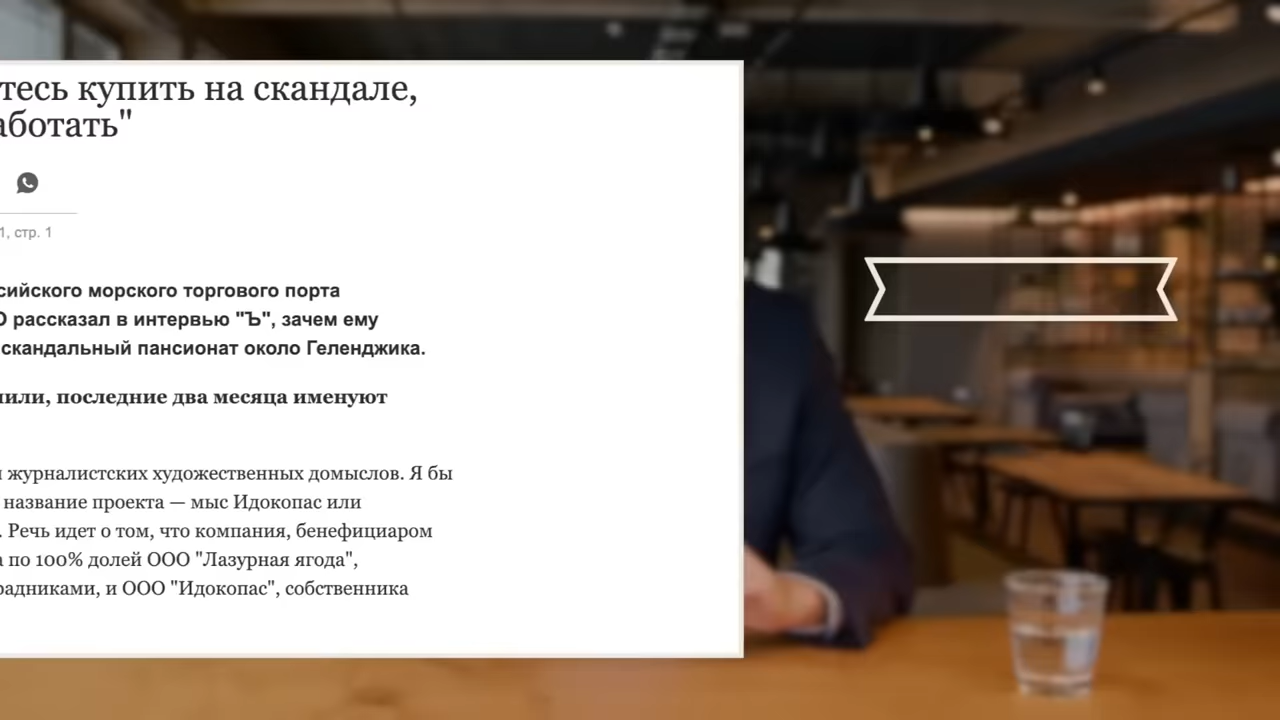 тесь купить на скандале,
аботать"
1, стр. 1
сийского морского торгового порта
О рассказал в интервью "Ъ", зачем ему
скандальный пансионат около Геленджика.
или, последние два месяца именуют
журналистских художественных домыслов. Я бы
название проекта — мыс Идокопас или
. Речь идет о том, что компания, бенефициаром
а по 100% долей ООО "Лазурная ягода",
радниками, и ООО "Идокопас", собственника